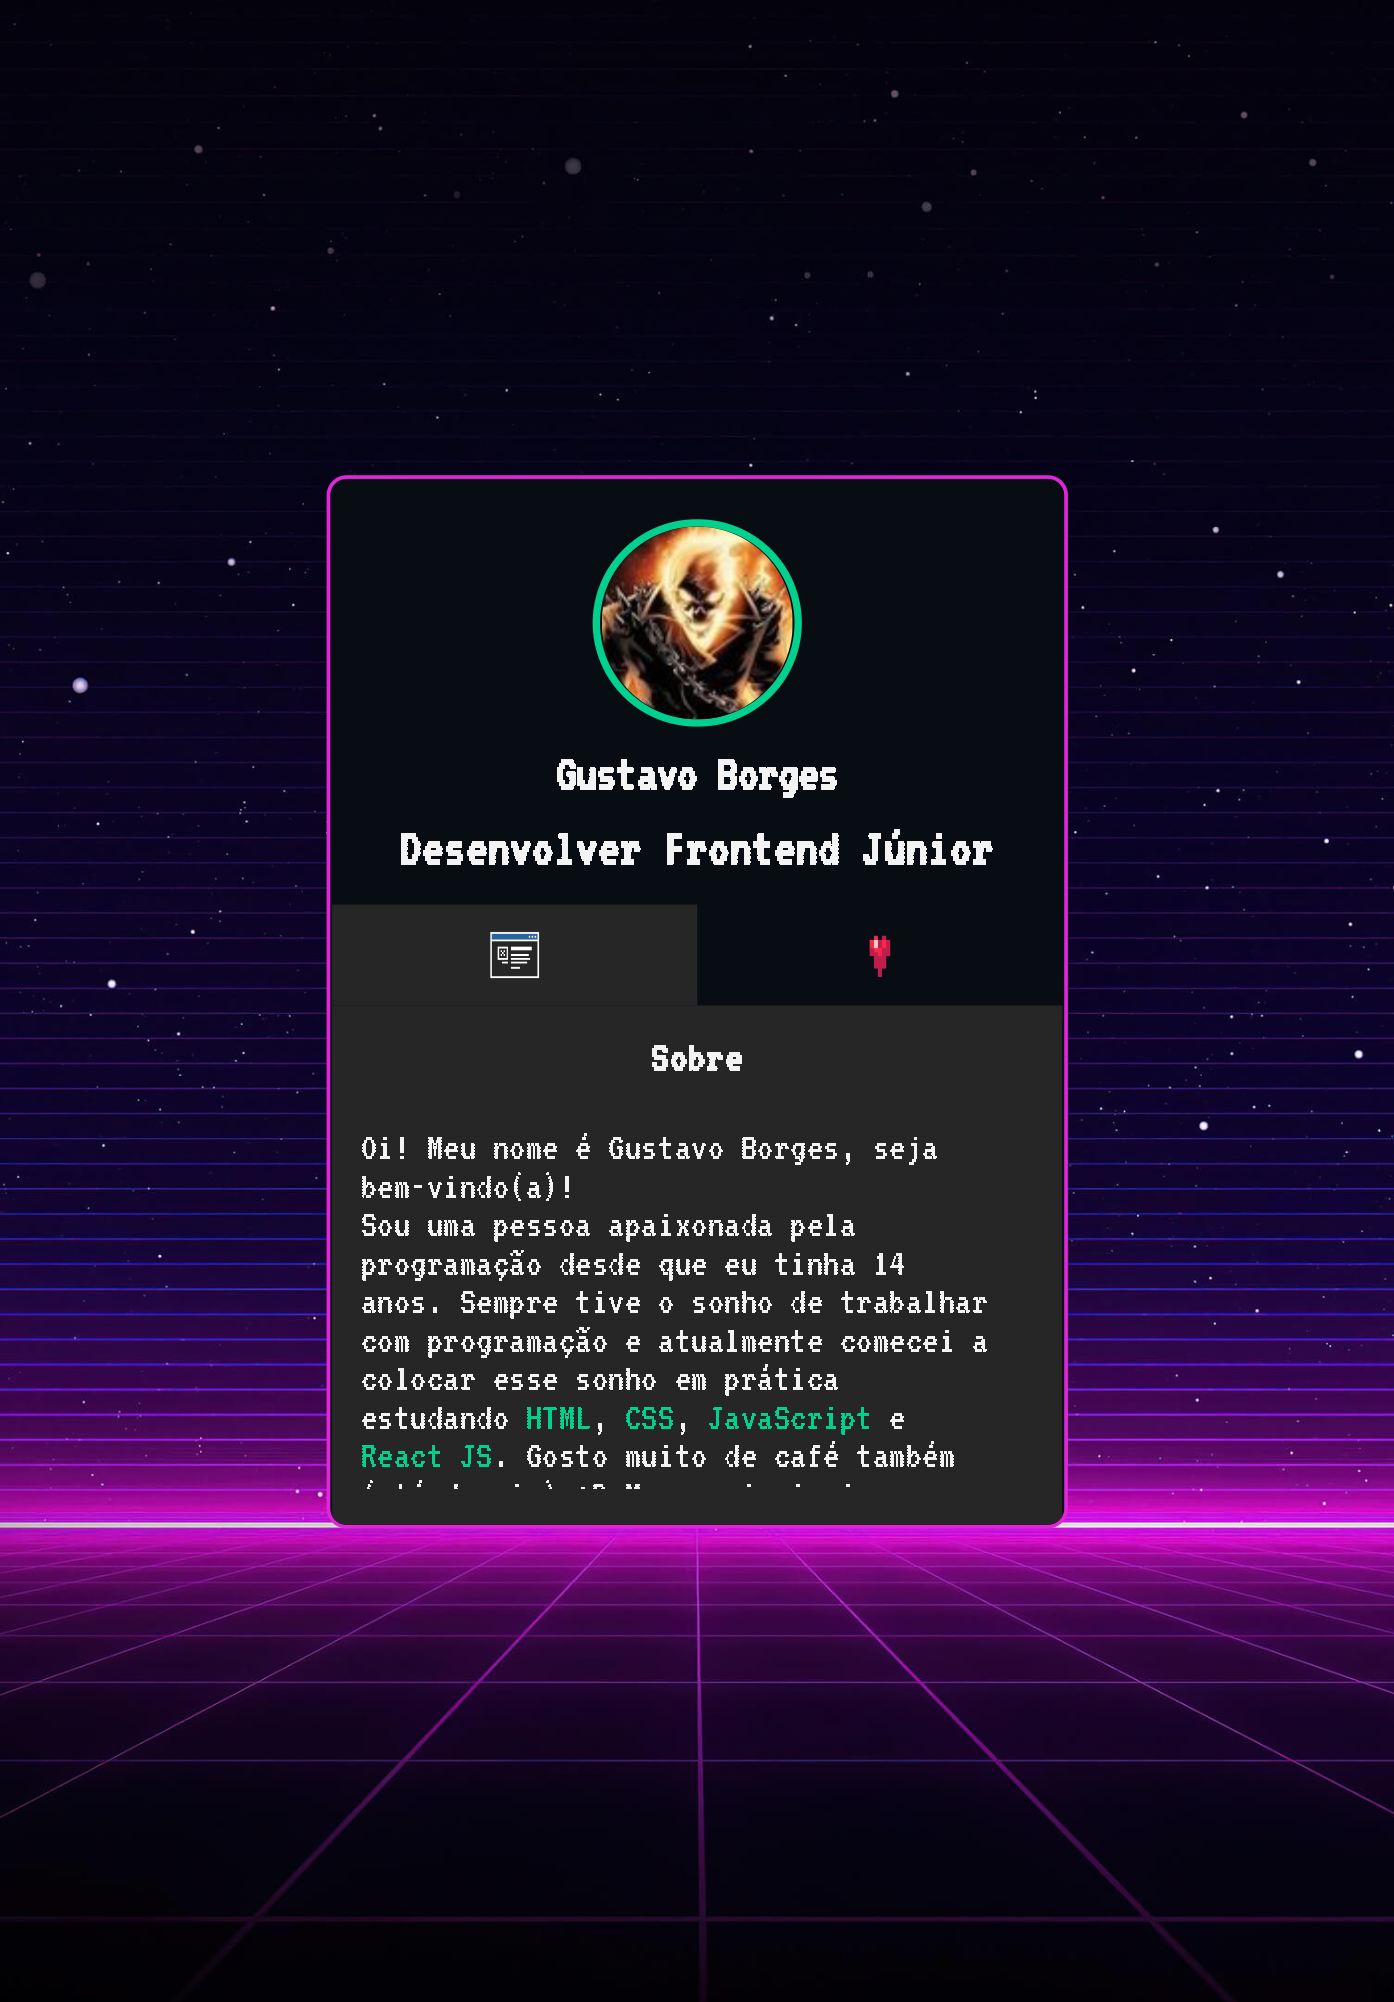 Gustavo Borges
Desenvolver Frontend Júnior
Sobre
Oi! Meu nome é Gustavo Borges, seja
bem-vindo(a)!
Sou uma pessoa apaixonada pela
programação desde que eu tinha 14
anos. Sempre tive o sonho de trabalhar
com programação e atualmente comecei a
colocar esse sonho em prática
estudando HTML, CSS, JavaScript e
React JS. Gosto muito de café também